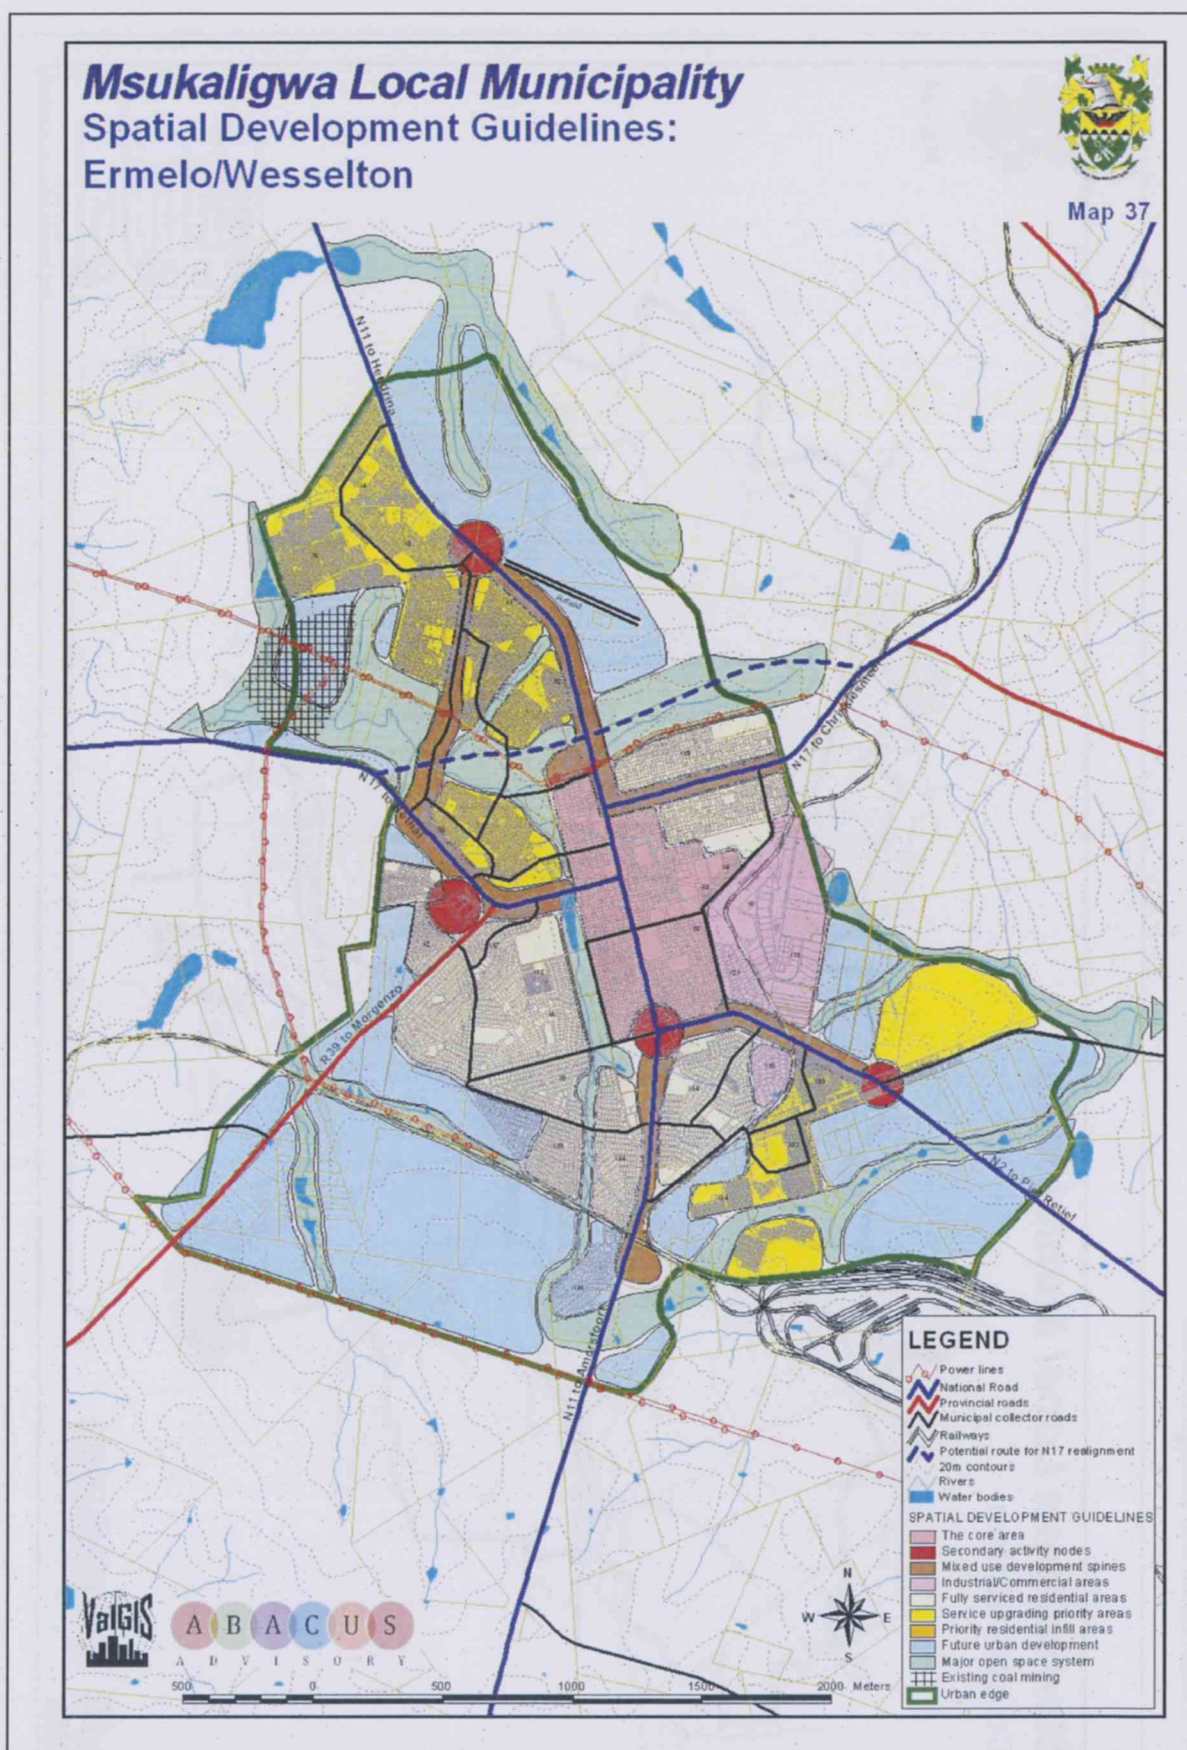 Msukaligwa Local Municipality
Spatial Development Guidelines:
Ermelo/Wesselton
Map 37
N11 to Hendrina
Airfield
N17 to Chrissiesmeer
N17 to Bethal
R39 to Morgenzo
N2 to Piet Retief
N11 to Amersfoort
LEGEND
Power lines
National Road
Provincial roads
Municipal collector roads
Railways
Potential route for N17 realignment
20m contours
Rivers
Water bodies
SPATIAL DEVELOPMENT GUIDELINES
The core area
Secondary activity nodes
Mixed use development spines
Industrial/Commercial areas
Fully serviced residential areas
Service upgrading priority areas
Priority residential infill areas
Future urban development
Major open space system
Existing coal mining
Urban edge
N
W E
S
ValGIS
ABACUS
ADVISORY
500 0 500 1000 1500 2000 Meters